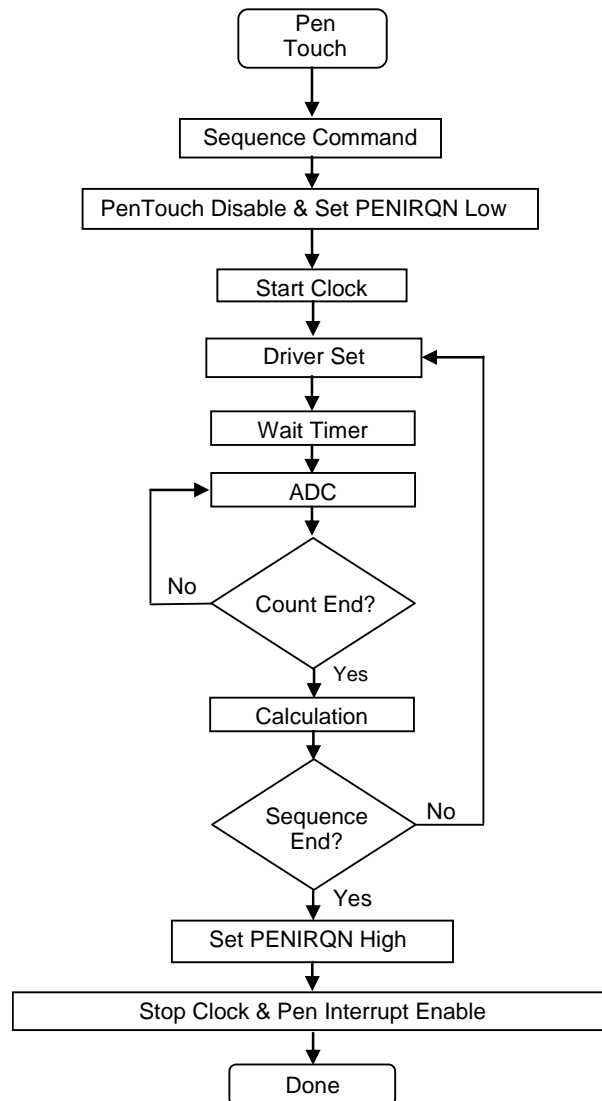 Pen
Touch
Sequence Command
PenTouch Disable & Set PENIRQN Low
Start Clock
Driver Set
Wait Timer
ADC
No
Count End?
Yes
Calculation
No
Sequence
End?
Yes
Set PENIRQN High
Stop Clock & Pen Interrupt Enable
Done